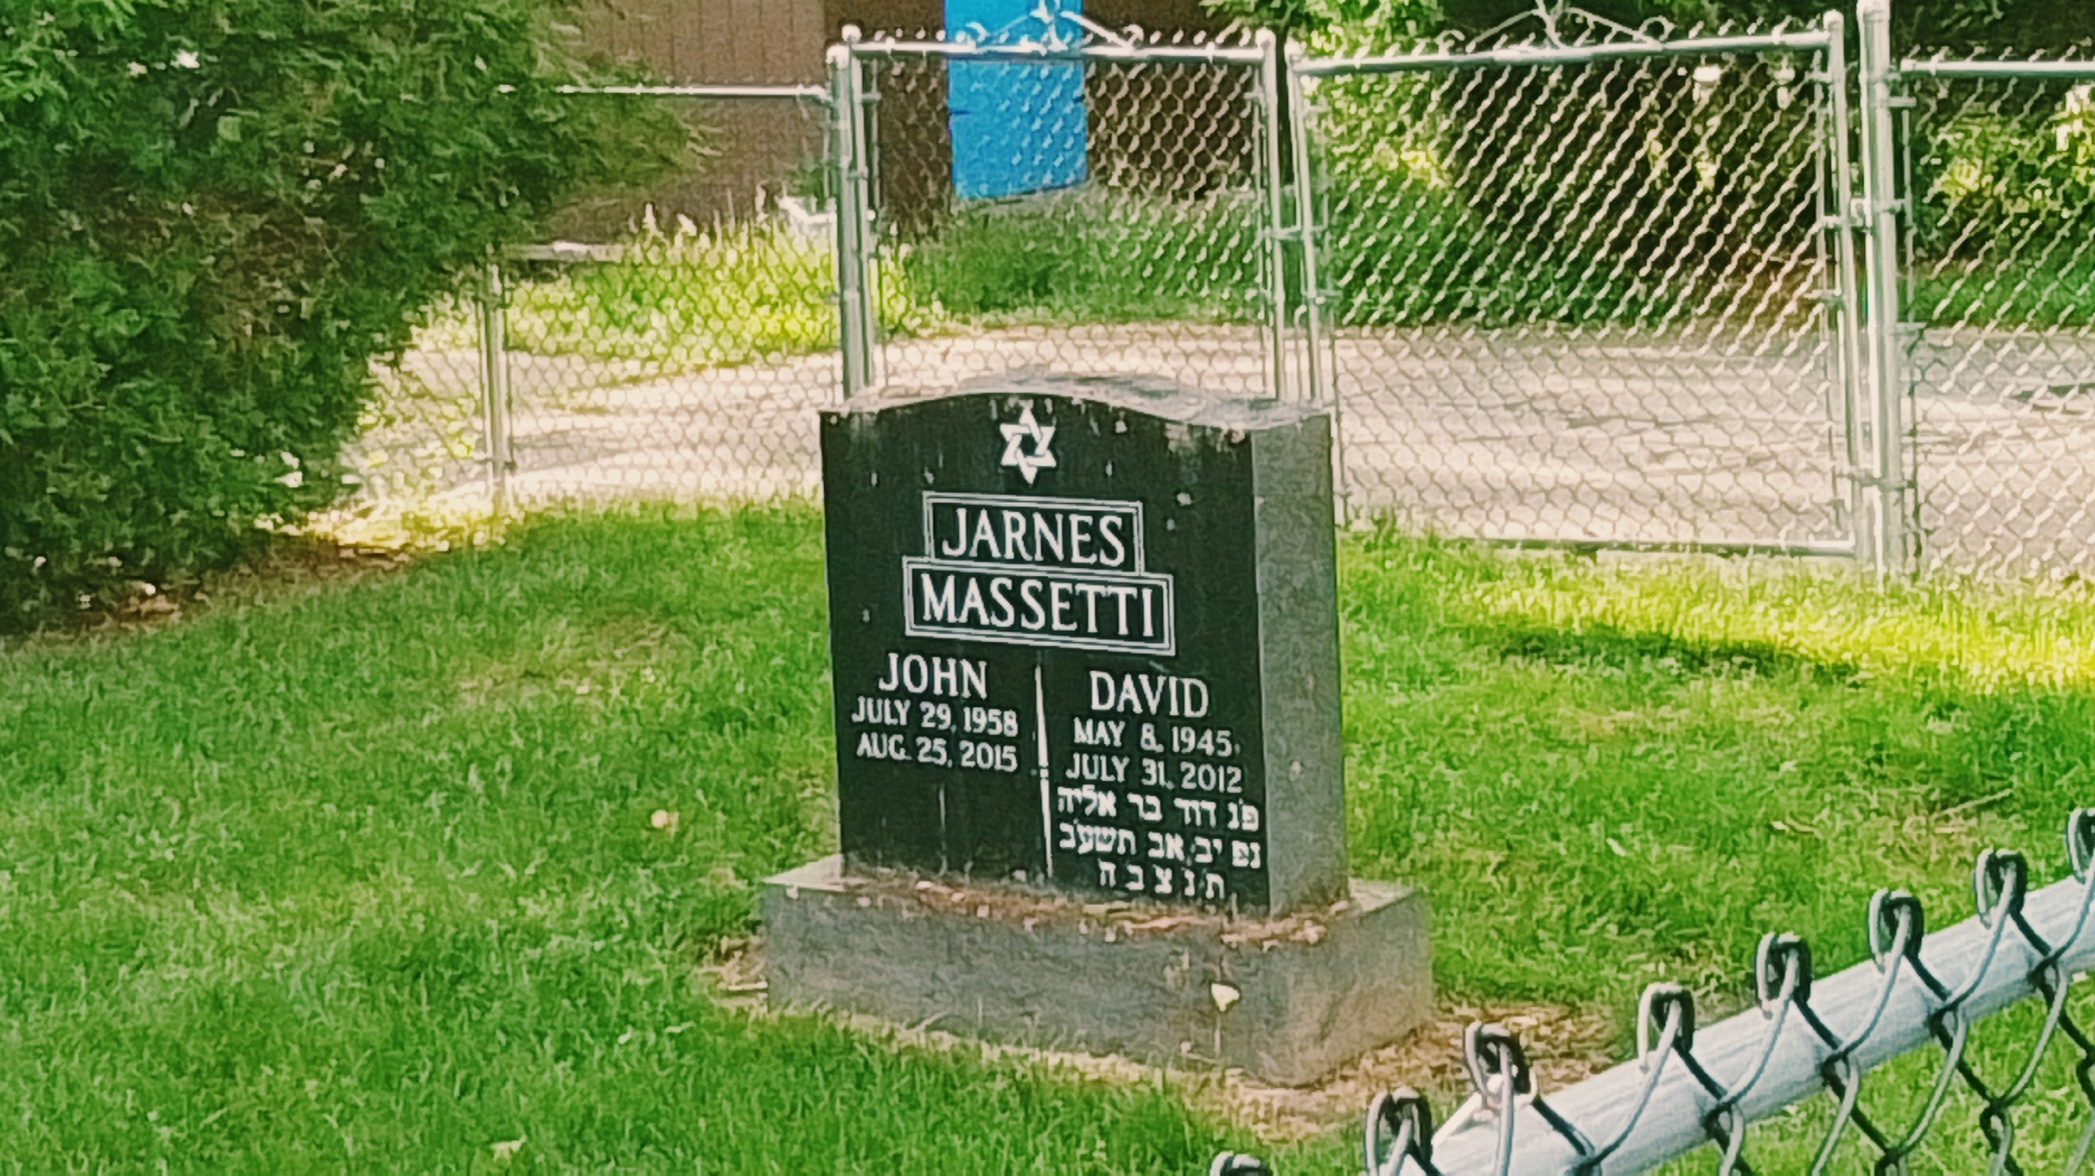 JARNES
MASSETTI
JOHN
JULY 29, 1958
AUG. 25, 2015
DAVID
MAY 8, 1945
JULY 31, 2012
פ׳נ דוד בר אליה
נפ יב׳ אב תשע׳ב
ת נ צ ב ה